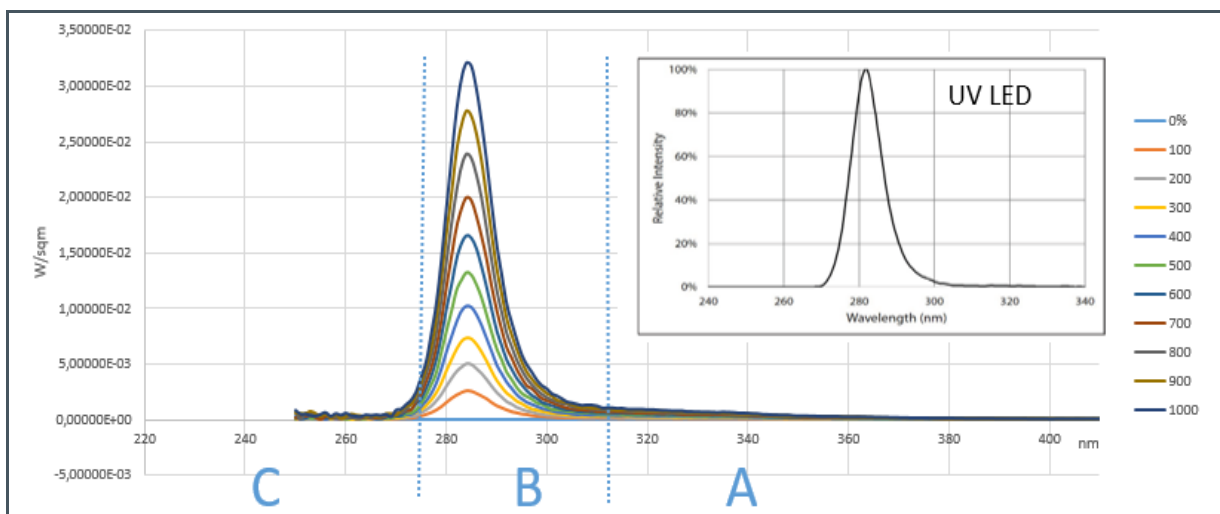 3,50000E-02
3,00000E-02
2,50000E-02
2,00000E-02
1,50000E-02
1,00000E-02
5,00000E-03
0,00000E+00
-5,00000E-03
W/sqm
220
240
260
280
300
320
340
360
380
400
nm
C
B
A
UV LED
100%
80%
60%
40%
20%
0%
Relative Intensity
240
260
280
300
320
340
Wavelength (nm)
0%
100
200
300
400
500
600
700
800
900
1000